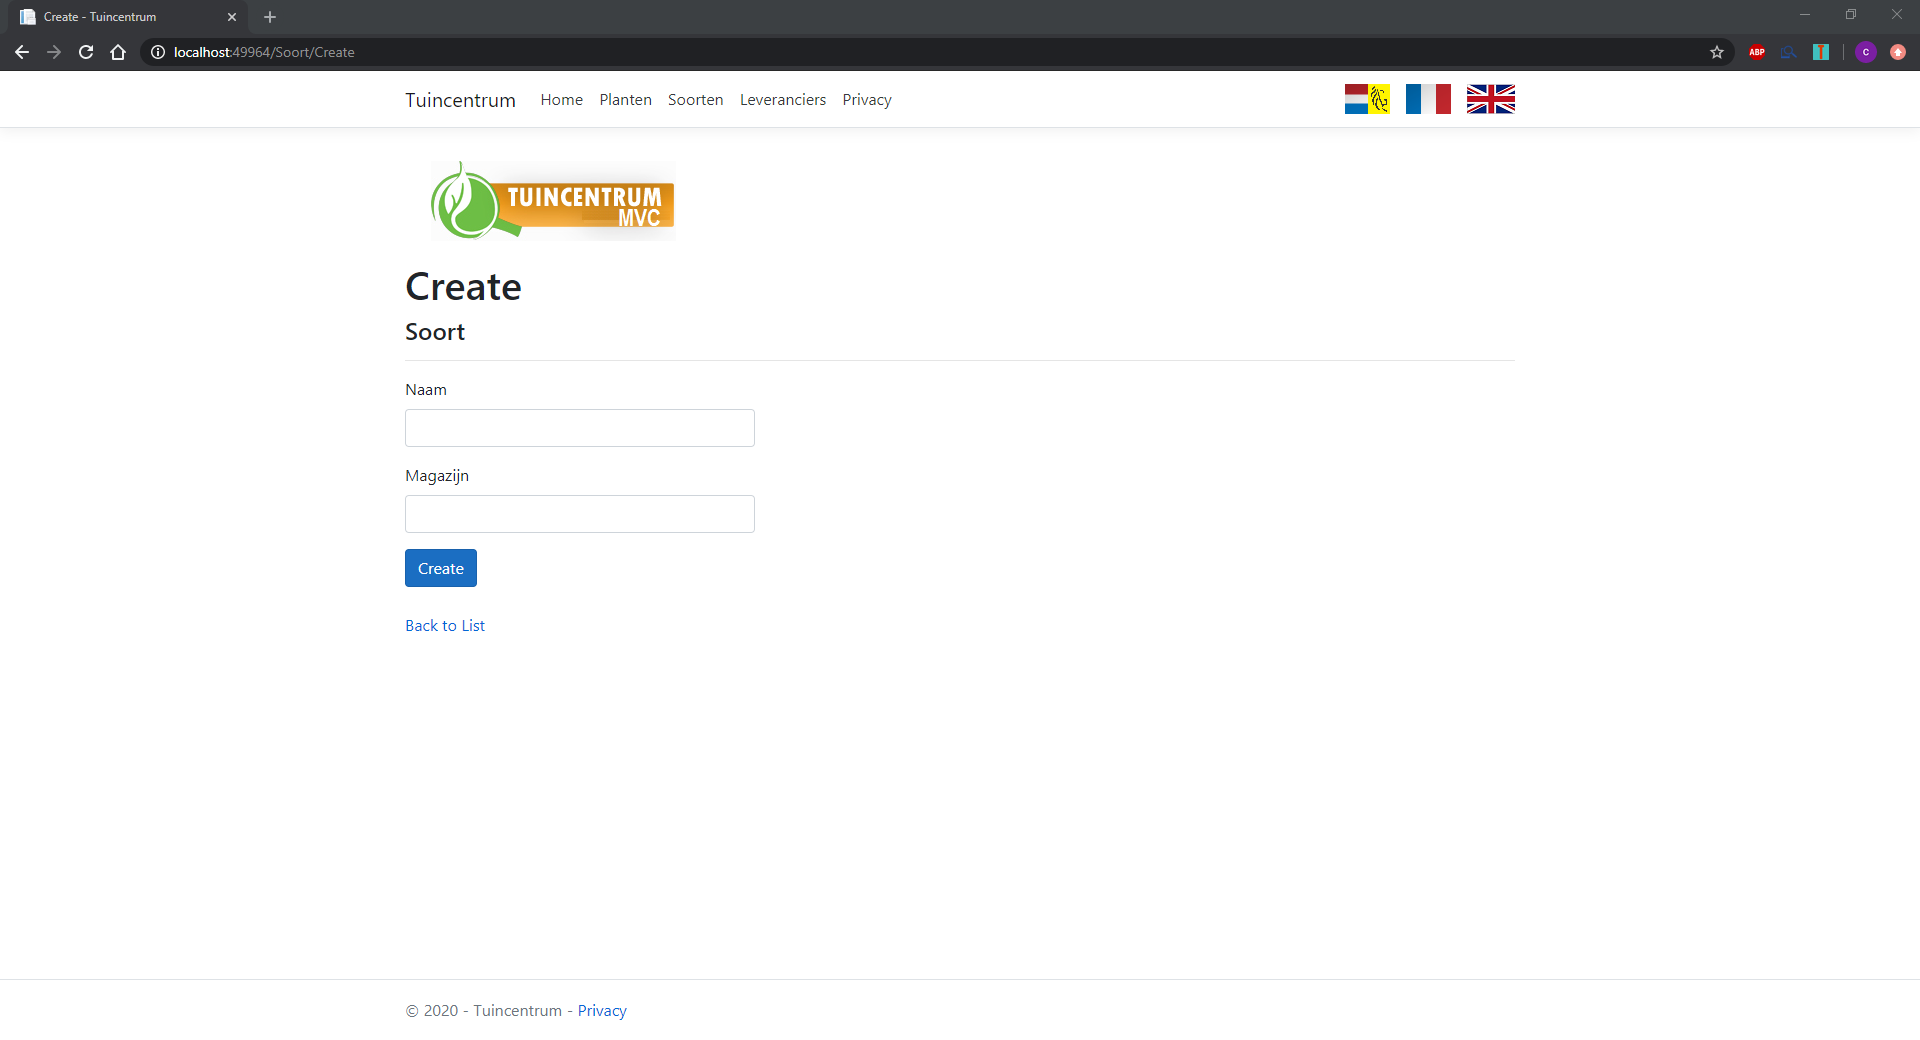 Create - Tuincentrum
localhost:49964/Soort/Create
ABP
T
C
Tuincentrum Home Planten Soorten Leveranciers Privacy
TUINCENTRUM
MVC
Create
Soort
Naam
Magazijn
Create
Back to List
© 2020 - Tuincentrum - Privacy